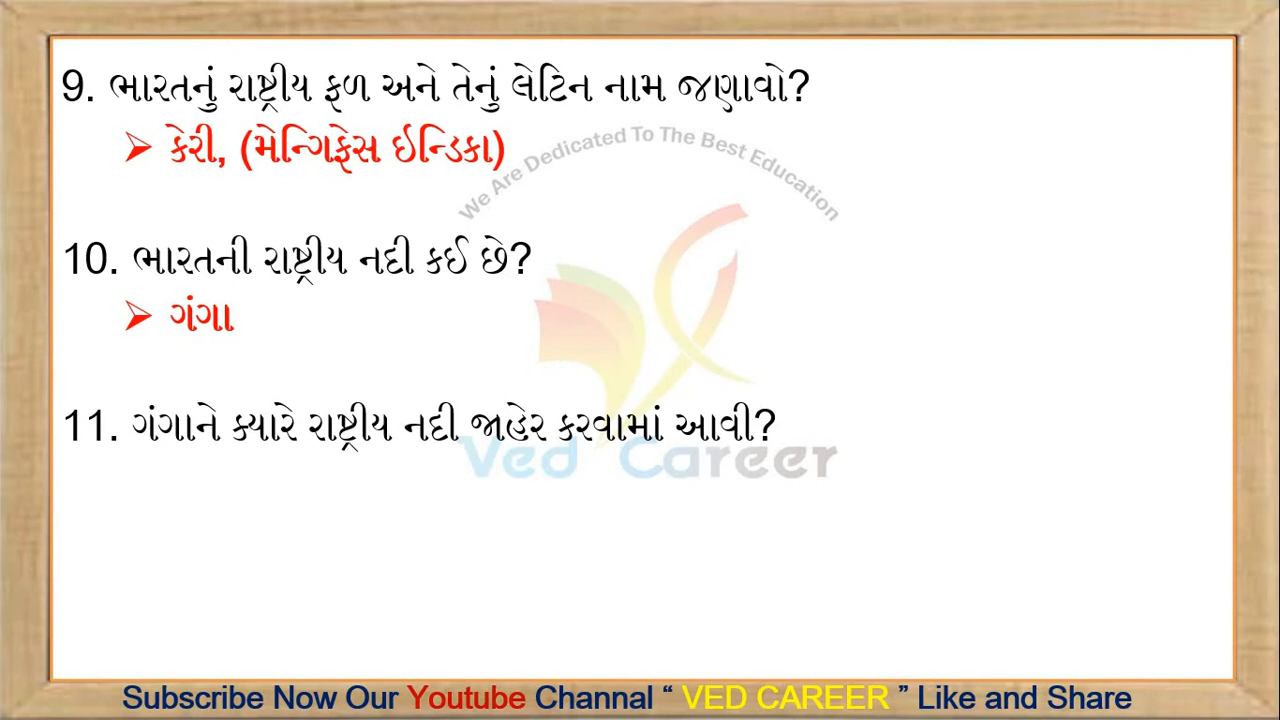 9. ભારતનું રાષ્ટ્રીય ફળ અને તેનું લેટિન નામ જણાવો?
➢ કેરી, (મેન્ગિફેસ ઇન્ડિકા)
We Are Dedicated To The Best Education
10. ભારતની રાષ્ટ્રીય નદી કઈ છે?
➢ ગંગા
11. ગંગાને ક્યારે રાષ્ટ્રીય નદી જાહેર કરવામાં આવી?
Ved Career
Subscribe Now Our Youtube Channal “ VED CAREER ” Like and Share